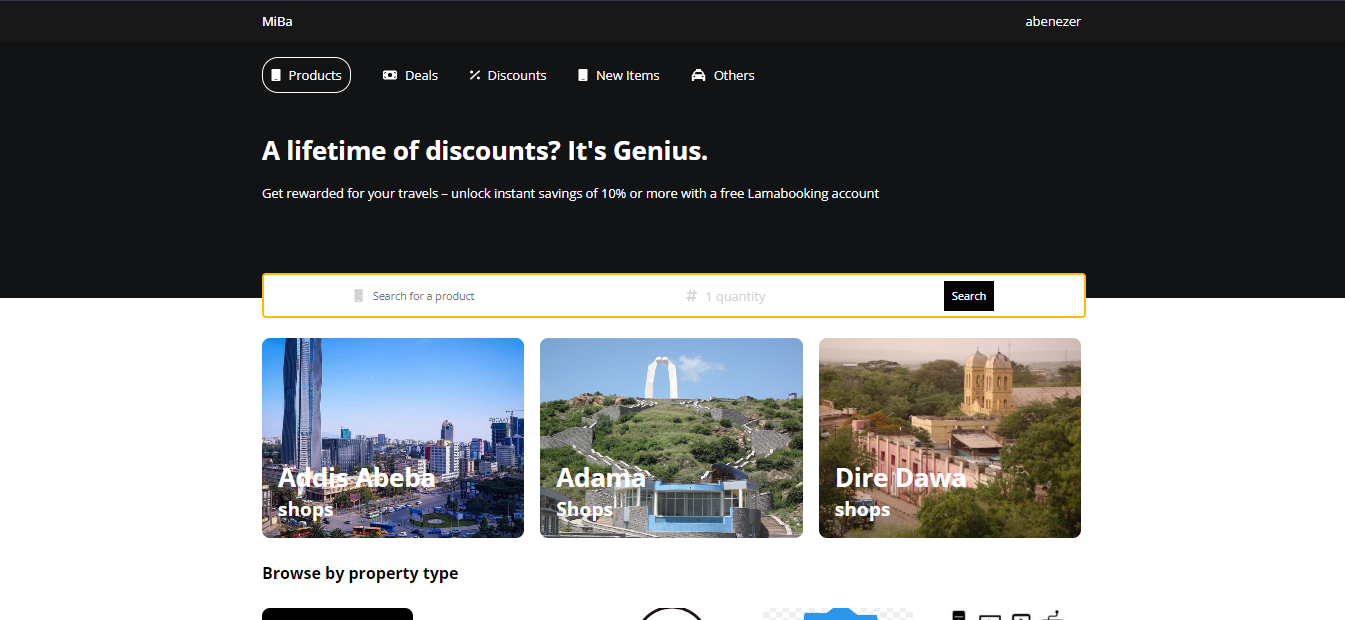 MiBa
abenezer
Products
Deals
Discounts
New Items
Others
A lifetime of discounts? It's Genius.
Get rewarded for your travels – unlock instant savings of 10% or more with a free Lamabooking account
Search for a product
1 quantity
Search
Addis Abeba
shops
Adama
Shops
Dire Dawa
shops
Browse by property type